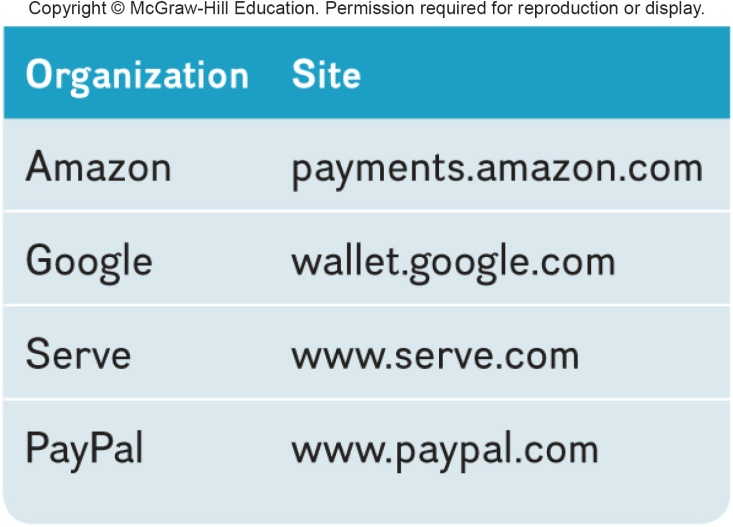 Copyright © McGraw-Hill Education. Permission required for reproduction or display.
Organization Site
Amazon payments.amazon.com
Google wallet.google.com
Serve www.serve.com
PayPal www.paypal.com